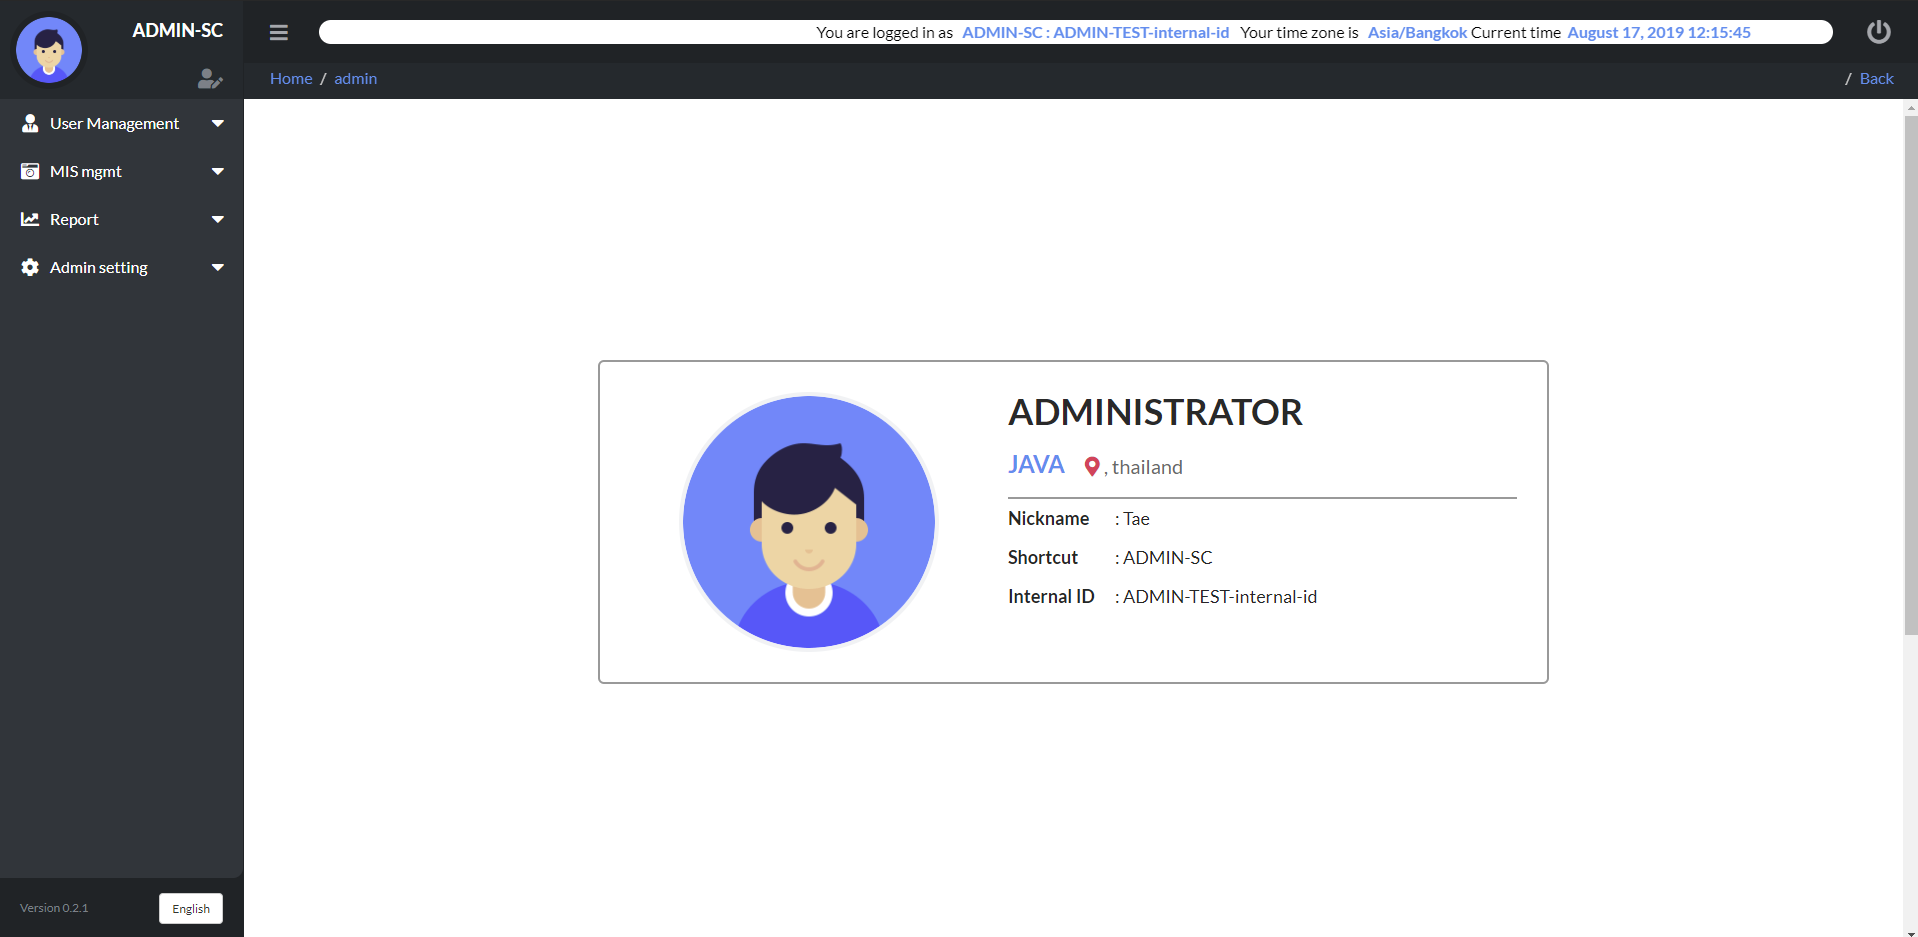 ADMIN-SC
You are logged in as ADMIN-SC : ADMIN-TEST-internal-id Your time zone is Asia/Bangkok Current time August 17, 2019 12:15:45
Home / admin
/ Back
User Management
MIS mgmt
Report
Admin setting
ADMINISTRATOR
JAVA , thailand
Nickname : Tae
Shortcut : ADMIN-SC
Internal ID : ADMIN-TEST-internal-id
Version 0.2.1
English